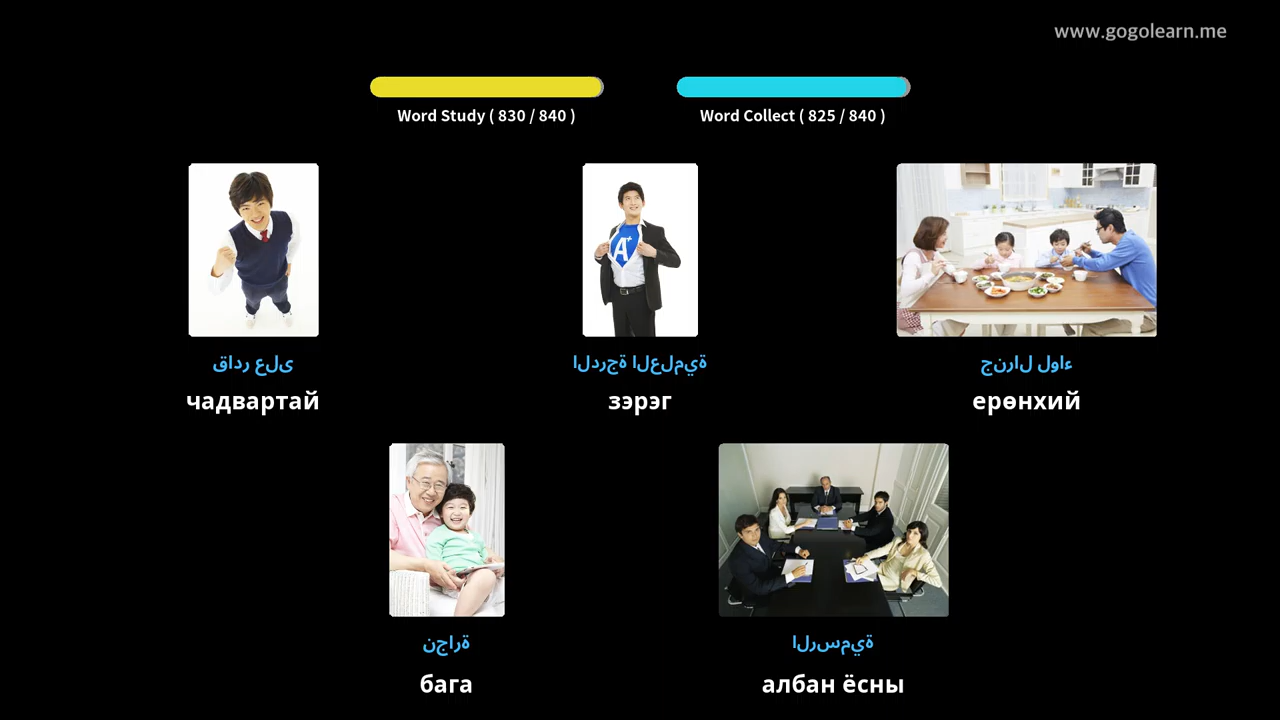 www.gogolearn.me
Word Study ( 830 / 840 )
Word Collect ( 825 / 840 )
قادر على
чадвартай
الدرجة العلمية
зэрэг
جنرال لواء
ерөнхий
نجارة
бага
الرسمية
албан ёсны